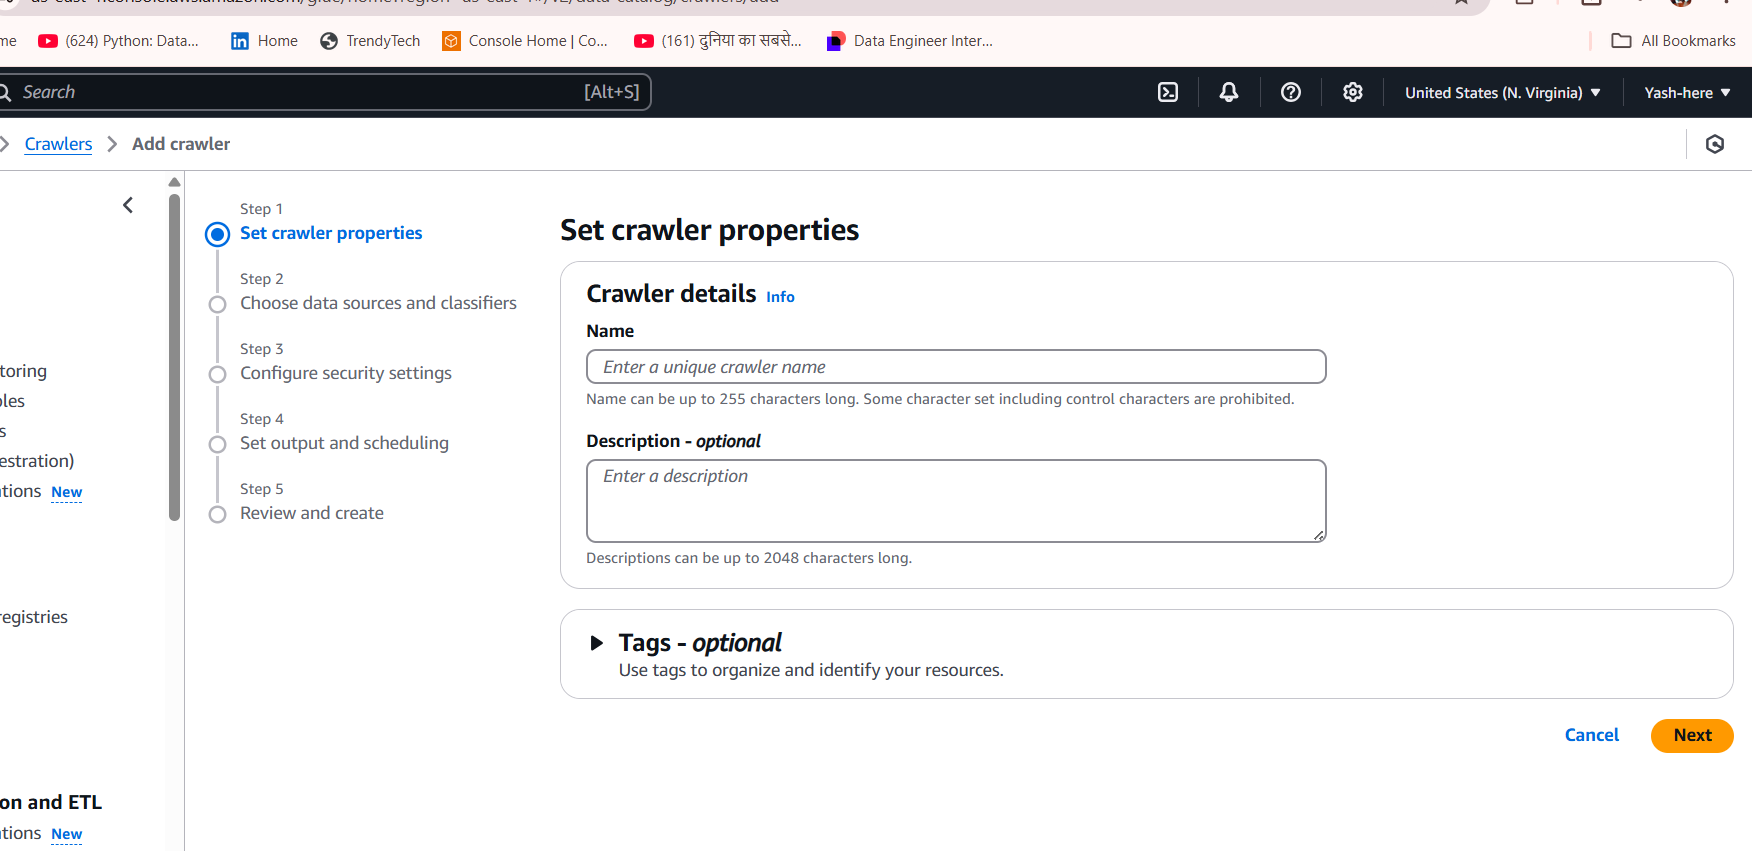 me (624) Python: Data... Home TrendyTech Console Home | Co... (161) दुनिया का सबसे... Data Engineer Inter... All Bookmarks
Search [Alt+S] United States (N. Virginia) Yash-here
Crawlers Add crawler
Step 1
Set crawler properties
Step 2
Choose data sources and classifiers
Step 3
Configure security settings
Step 4
Set output and scheduling
Step 5
Review and create
toring
les
s
estration)
tions New
registries
on and ETL
tions New
Set crawler properties
Crawler details Info
Name
Enter a unique crawler name
Name can be up to 255 characters long. Some character set including control characters are prohibited.
Description - optional
Enter a description
Descriptions can be up to 2048 characters long.
Tags - optional
Use tags to organize and identify your resources.
Cancel Next